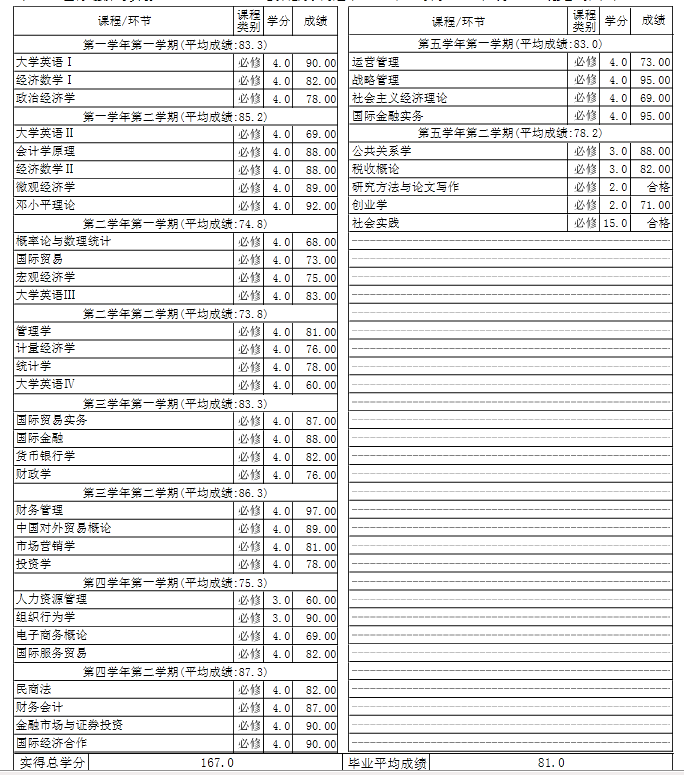 课程/环节 课程类别 学分 成绩
第一学年第一学期(平均成绩:83.3)
大学英语Ⅰ 必修 4.0 90.00
经济数学Ⅰ 必修 4.0 82.00
政治经济学 必修 4.0 78.00
第一学年第二学期(平均成绩:85.2)
大学英语Ⅱ 必修 4.0 69.00
会计学原理 必修 4.0 88.00
经济数学Ⅱ 必修 4.0 88.00
微观经济学 必修 4.0 89.00
邓小平理论 必修 4.0 92.00
第二学年第一学期(平均成绩:74.8)
概率论与数理统计 必修 4.0 68.00
国际贸易 必修 4.0 73.00
宏观经济学 必修 4.0 75.00
大学英语Ⅲ 必修 4.0 83.00
第二学年第二学期(平均成绩:73.8)
管理学 必修 4.0 81.00
计量经济学 必修 4.0 76.00
统计学 必修 4.0 78.00
大学英语Ⅳ 必修 4.0 60.00
第三学年第一学期(平均成绩:83.3)
国际贸易实务 必修 4.0 87.00
国际金融 必修 4.0 88.00
货币银行学 必修 4.0 82.00
财政学 必修 4.0 76.00
第三学年第二学期(平均成绩:86.3)
财务管理 必修 4.0 97.00
中国对外贸易概论 必修 4.0 89.00
市场营销学 必修 4.0 81.00
投资学 必修 4.0 78.00
第四学年第一学期(平均成绩:75.3)
人力资源管理 必修 3.0 60.00
组织行为学 必修 3.0 90.00
电子商务概论 必修 4.0 69.00
国际服务贸易 必修 4.0 82.00
第四学年第二学期(平均成绩:87.3)
民商法 必修 4.0 82.00
财务会计 必修 4.0 87.00
金融市场与证券投资 必修 4.0 90.00
国际经济合作 必修 4.0 90.00
课程/环节 课程类别 学分 成绩
第五学年第一学期(平均成绩:83.0)
运营管理 必修 4.0 73.00
战略管理 必修 4.0 95.00
社会主义经济理论 必修 4.0 69.00
国际金融实务 必修 4.0 95.00
第五学年第二学期(平均成绩:78.2)
公共关系学 必修 3.0 88.00
税收概论 必修 3.0 82.00
研究方法与论文写作 必修 2.0 合格
创业学 必修 2.0 71.00
社会实践 必修 15.0 合格
实得总学分 167.0 毕业平均成绩 81.0